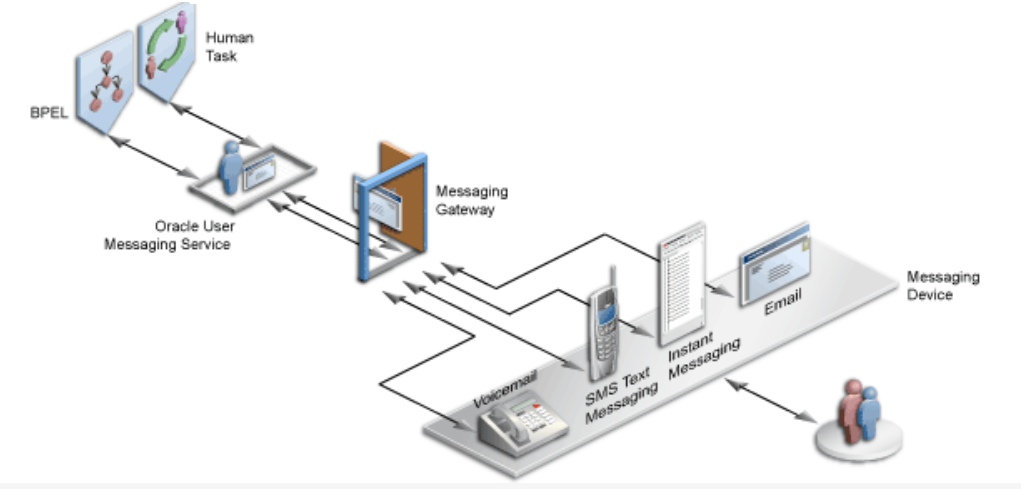 Human
Task
BPEL
Oracle User
Messaging Service
Messaging
Gateway
Messaging
Device
Email
Instant
Messaging
SMS Text
Messaging
Voicemail